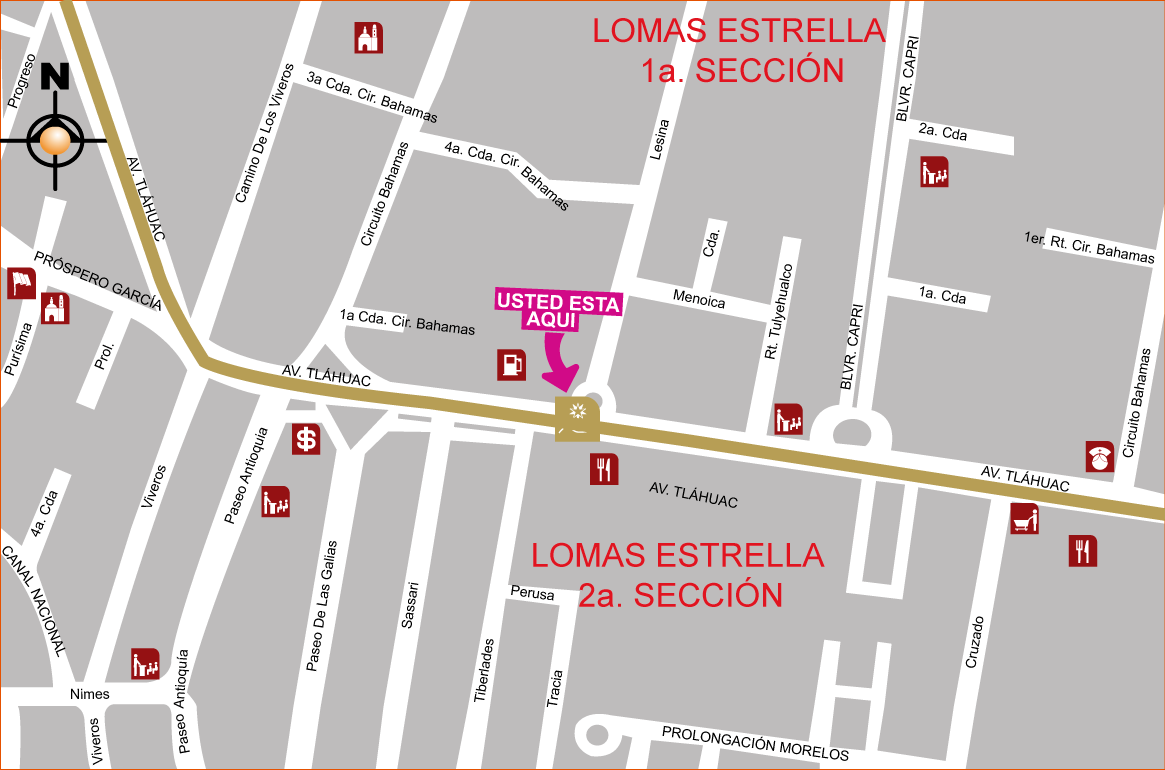 LOMAS ESTRELLA
1a. SECCIÓN
Progreso
N
AV. TLÁHUAC
Camino De Los Viveros
3a Cda. Cir. Bahamas
Circuito Bahamas
4a. Cda. Cir. Bahamas
Lesina
BLVR. CAPRI
2a. Cda
1er. Rt. Cir. Bahamas
PRÓSPERO GARCÍA
Cda.
Menoica
Rt. Tulyehualco
1a. Cda
BLVR. CAPRI
Circuito Bahamas
USTED ESTA
AQUI
1a Cda. Cir. Bahamas
Purísima
Prol.
AV. TLÁHUAC
$
4a. Cda
Viveros
Paseo Antioquia
AV. TLÁHUAC
AV. TLÁHUAC
LOMAS ESTRELLA
2a. SECCIÓN
CANAL NACIONAL
Paseo De Las Galias
Sassari
Perusa
Tiberlades
Tracia
Cruzado
Nimes
Viveros
Paseo Antioquía
PROLONGACIÓN MORELOS